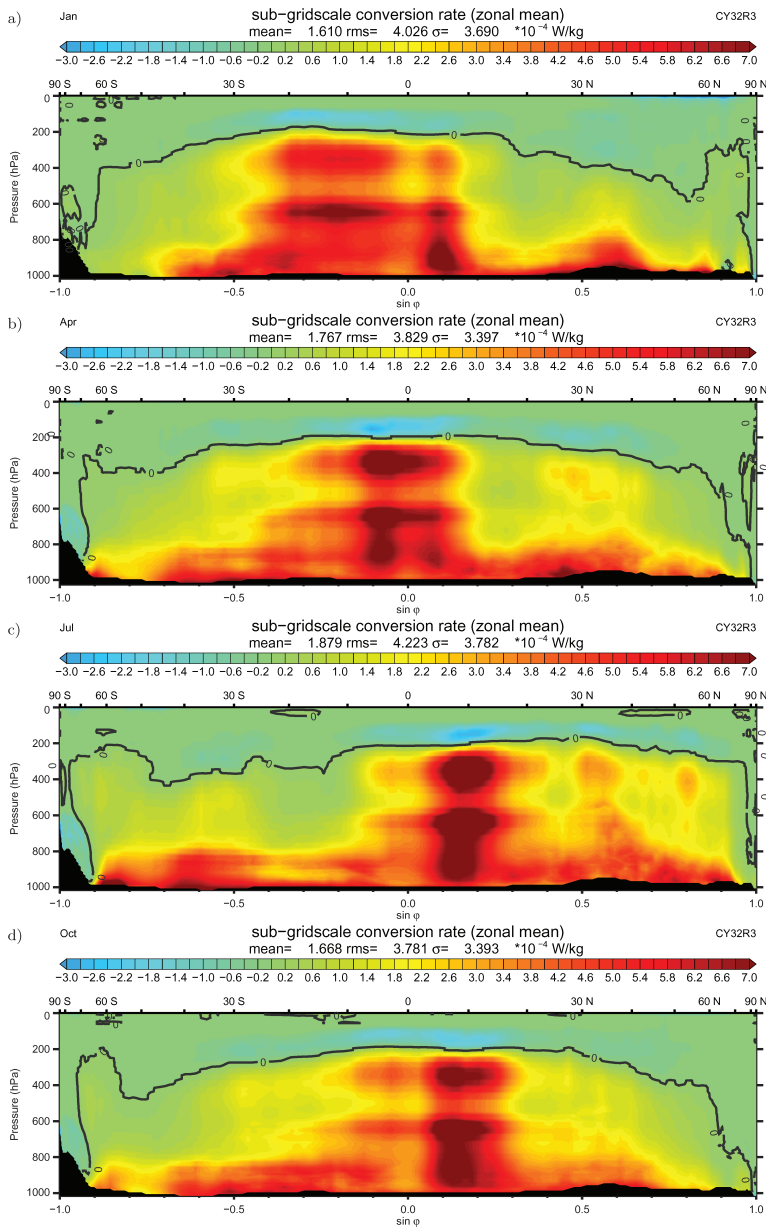 a)
Jan
sub-gridscale conversion rate (zonal mean)
CY32R3
mean= 1.610 rms= 4.026 σ= 3.690 *10⁻⁴ W/kg
−3.0 −2.6 −2.2 −1.8 −1.4 −1.0 −0.6 −0.2 0.2 0.6 1.0 1.4 1.8 2.2 2.6 3.0 3.4 3.8 4.2 4.6 5.0 5.4 5.8 6.2 6.6 7.0
90 S 60 S 30 S 0 30 N 60 N 90 N
0
200
400
600
800
1000
Pressure (hPa)
−1.0 −0.5 0.0 0.5 1.0
sin φ
b)
Apr
sub-gridscale conversion rate (zonal mean)
CY32R3
mean= 1.767 rms= 3.829 σ= 3.397 *10⁻⁴ W/kg
−3.0 −2.6 −2.2 −1.8 −1.4 −1.0 −0.6 −0.2 0.2 0.6 1.0 1.4 1.8 2.2 2.6 3.0 3.4 3.8 4.2 4.6 5.0 5.4 5.8 6.2 6.6 7.0
90 S 60 S 30 S 0 30 N 60 N 90 N
0
200
400
600
800
1000
Pressure (hPa)
−1.0 −0.5 0.0 0.5 1.0
sin φ
c)
Jul
sub-gridscale conversion rate (zonal mean)
CY32R3
mean= 1.879 rms= 4.223 σ= 3.782 *10⁻⁴ W/kg
−3.0 −2.6 −2.2 −1.8 −1.4 −1.0 −0.6 −0.2 0.2 0.6 1.0 1.4 1.8 2.2 2.6 3.0 3.4 3.8 4.2 4.6 5.0 5.4 5.8 6.2 6.6 7.0
90 S 60 S 30 S 0 30 N 60 N 90 N
0
200
400
600
800
1000
Pressure (hPa)
−1.0 −0.5 0.0 0.5 1.0
sin φ
d)
Oct
sub-gridscale conversion rate (zonal mean)
CY32R3
mean= 1.668 rms= 3.781 σ= 3.393 *10⁻⁴ W/kg
−3.0 −2.6 −2.2 −1.8 −1.4 −1.0 −0.6 −0.2 0.2 0.6 1.0 1.4 1.8 2.2 2.6 3.0 3.4 3.8 4.2 4.6 5.0 5.4 5.8 6.2 6.6 7.0
90 S 60 S 30 S 0 30 N 60 N 90 N
0
200
400
600
800
1000
Pressure (hPa)
−1.0 −0.5 0.0 0.5 1.0
sin φ